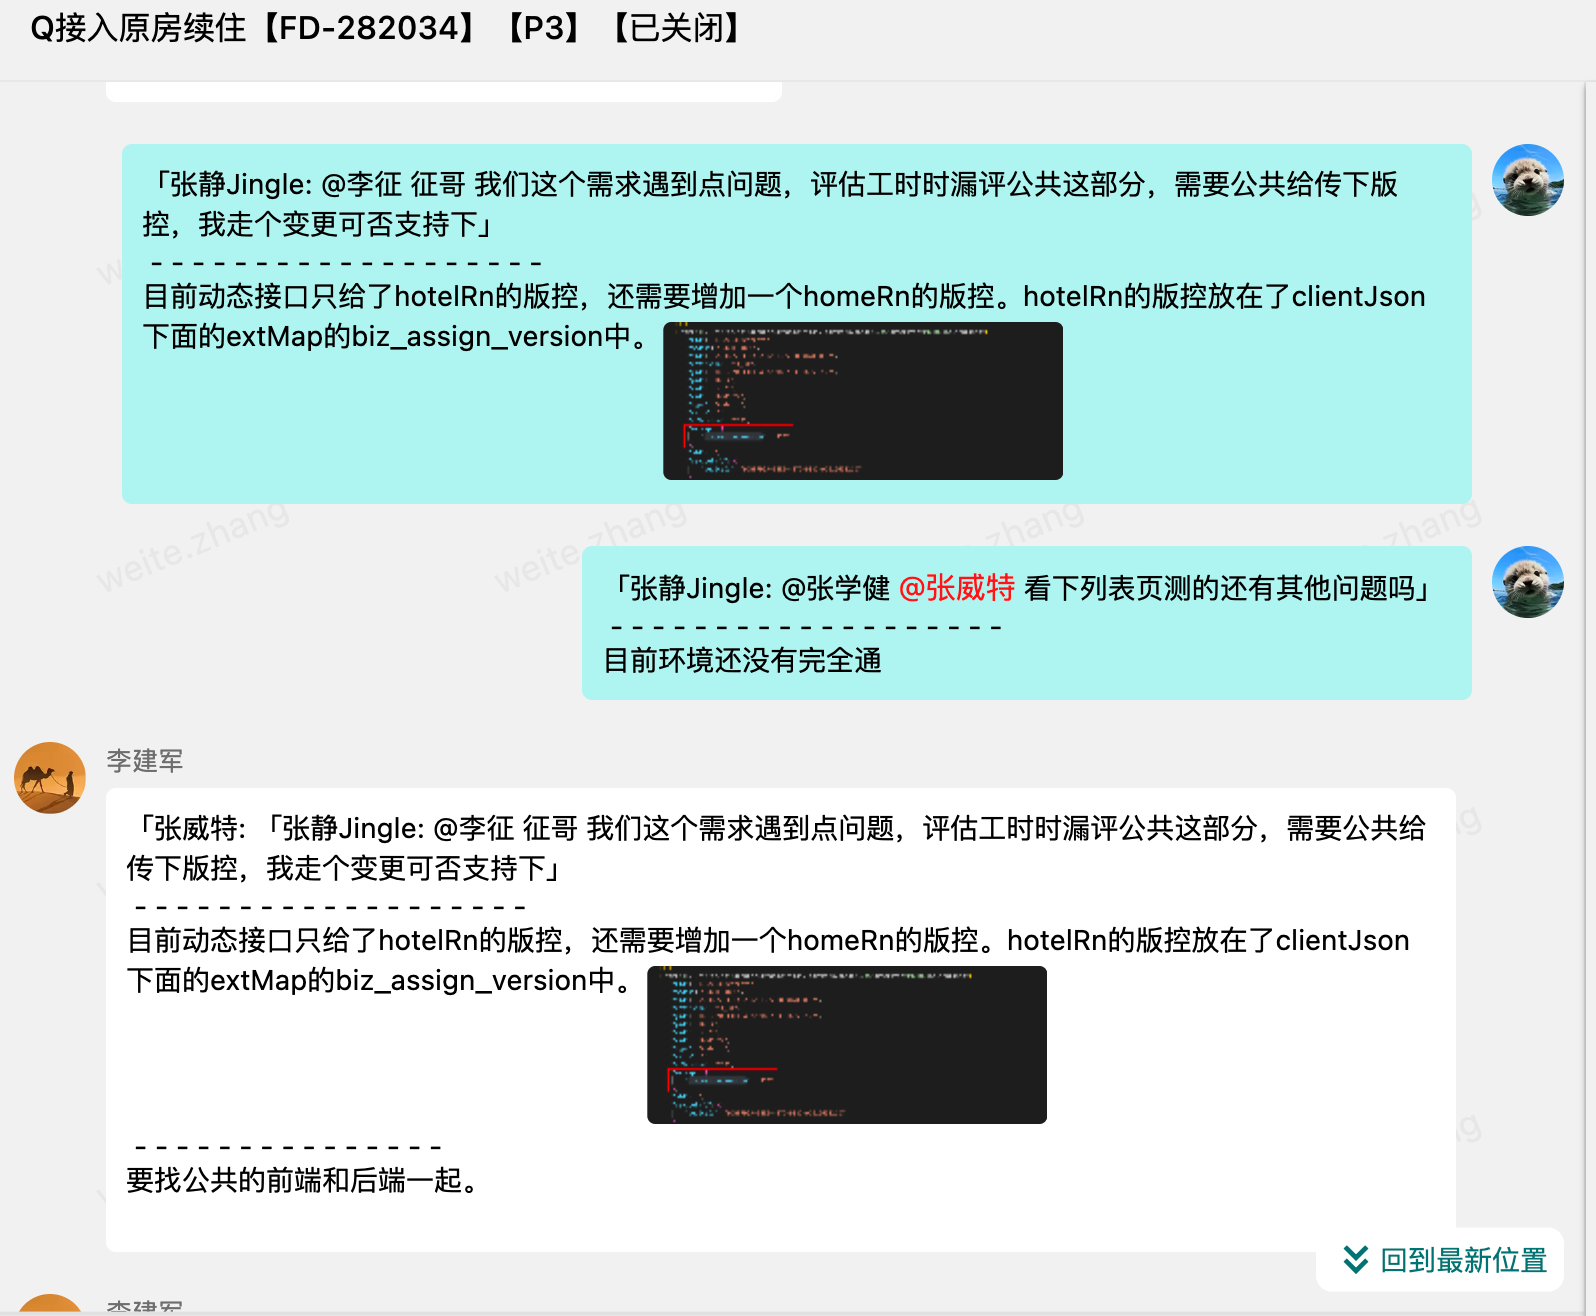 Q接入原房续住【FD-282034】【P3】【已关闭】
「张静Jingle: @李征 征哥 我们这个需求遇到点问题，评估工时时漏评公共这部分，需要公共给传下版
控，我走个变更可否支持下」
- - - - - - - - - - - - - - - - - - -
目前动态接口只给了hotelRn的版控，还需要增加一个homeRn的版控。hotelRn的版控放在了clientJson
下面的extMap的biz_assign_version中。
weite.zhang
weite.zhang
zhang
zhang
「张静Jingle: @张学健 @张威特 看下列表页测的还有其他问题吗」
- - - - - - - - - - - - - - - - - - -
目前环境还没有完全通
李建军
「张威特: 「张静Jingle: @李征 征哥 我们这个需求遇到点问题，评估工时时漏评公共这部分，需要公共给
传下版控，我走个变更可否支持下」
- - - - - - - - - - - - - - - - - - -
目前动态接口只给了hotelRn的版控，还需要增加一个homeRn的版控。hotelRn的版控放在了clientJson
下面的extMap的biz_assign_version中。
- - - - - - - - - - - - - - -
要找公共的前端和后端一起。
回到最新位置
李建军